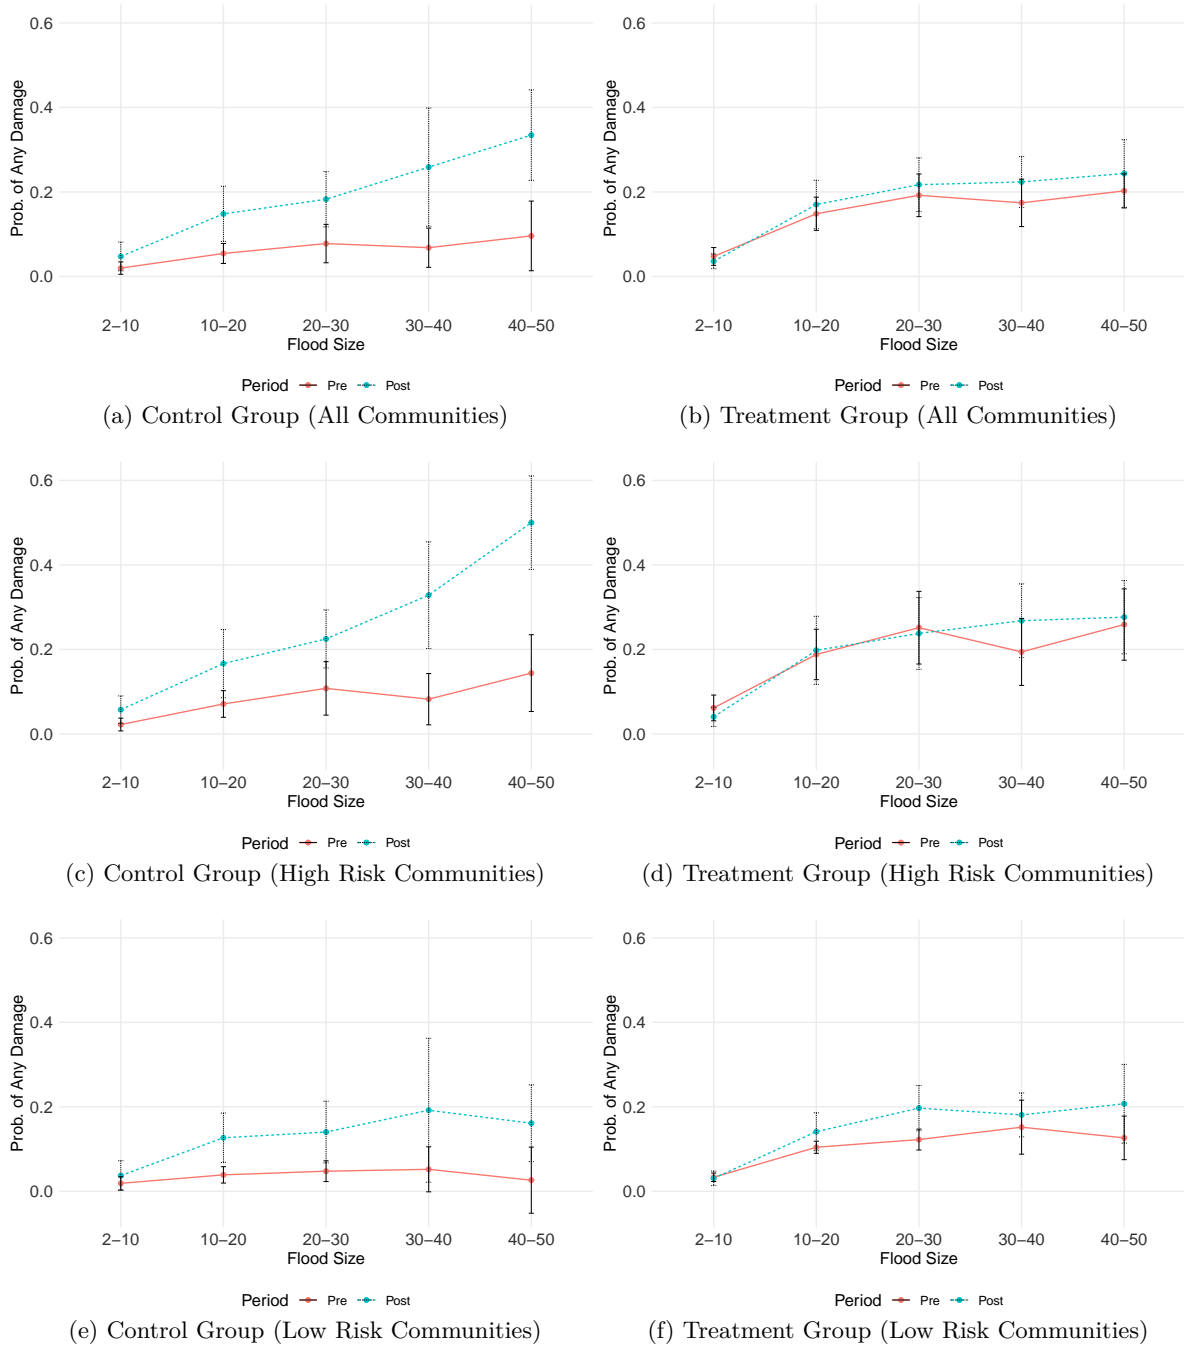 0.6
0.4
0.2
0.0
Prob. of Any Damage
2–10 10–20 20–30 30–40 40–50
Flood Size
Period Pre Post
(a) Control Group (All Communities)
0.6
0.4
0.2
0.0
Prob. of Any Damage
2–10 10–20 20–30 30–40 40–50
Flood Size
Period Pre Post
(b) Treatment Group (All Communities)
0.6
0.4
0.2
0.0
Prob. of Any Damage
2–10 10–20 20–30 30–40 40–50
Flood Size
Period Pre Post
(c) Control Group (High Risk Communities)
0.6
0.4
0.2
0.0
Prob. of Any Damage
2–10 10–20 20–30 30–40 40–50
Flood Size
Period Pre Post
(d) Treatment Group (High Risk Communities)
0.6
0.4
0.2
0.0
Prob. of Any Damage
2–10 10–20 20–30 30–40 40–50
Flood Size
Period Pre Post
(e) Control Group (Low Risk Communities)
0.6
0.4
0.2
0.0
Prob. of Any Damage
2–10 10–20 20–30 30–40 40–50
Flood Size
Period Pre Post
(f) Treatment Group (Low Risk Communities)